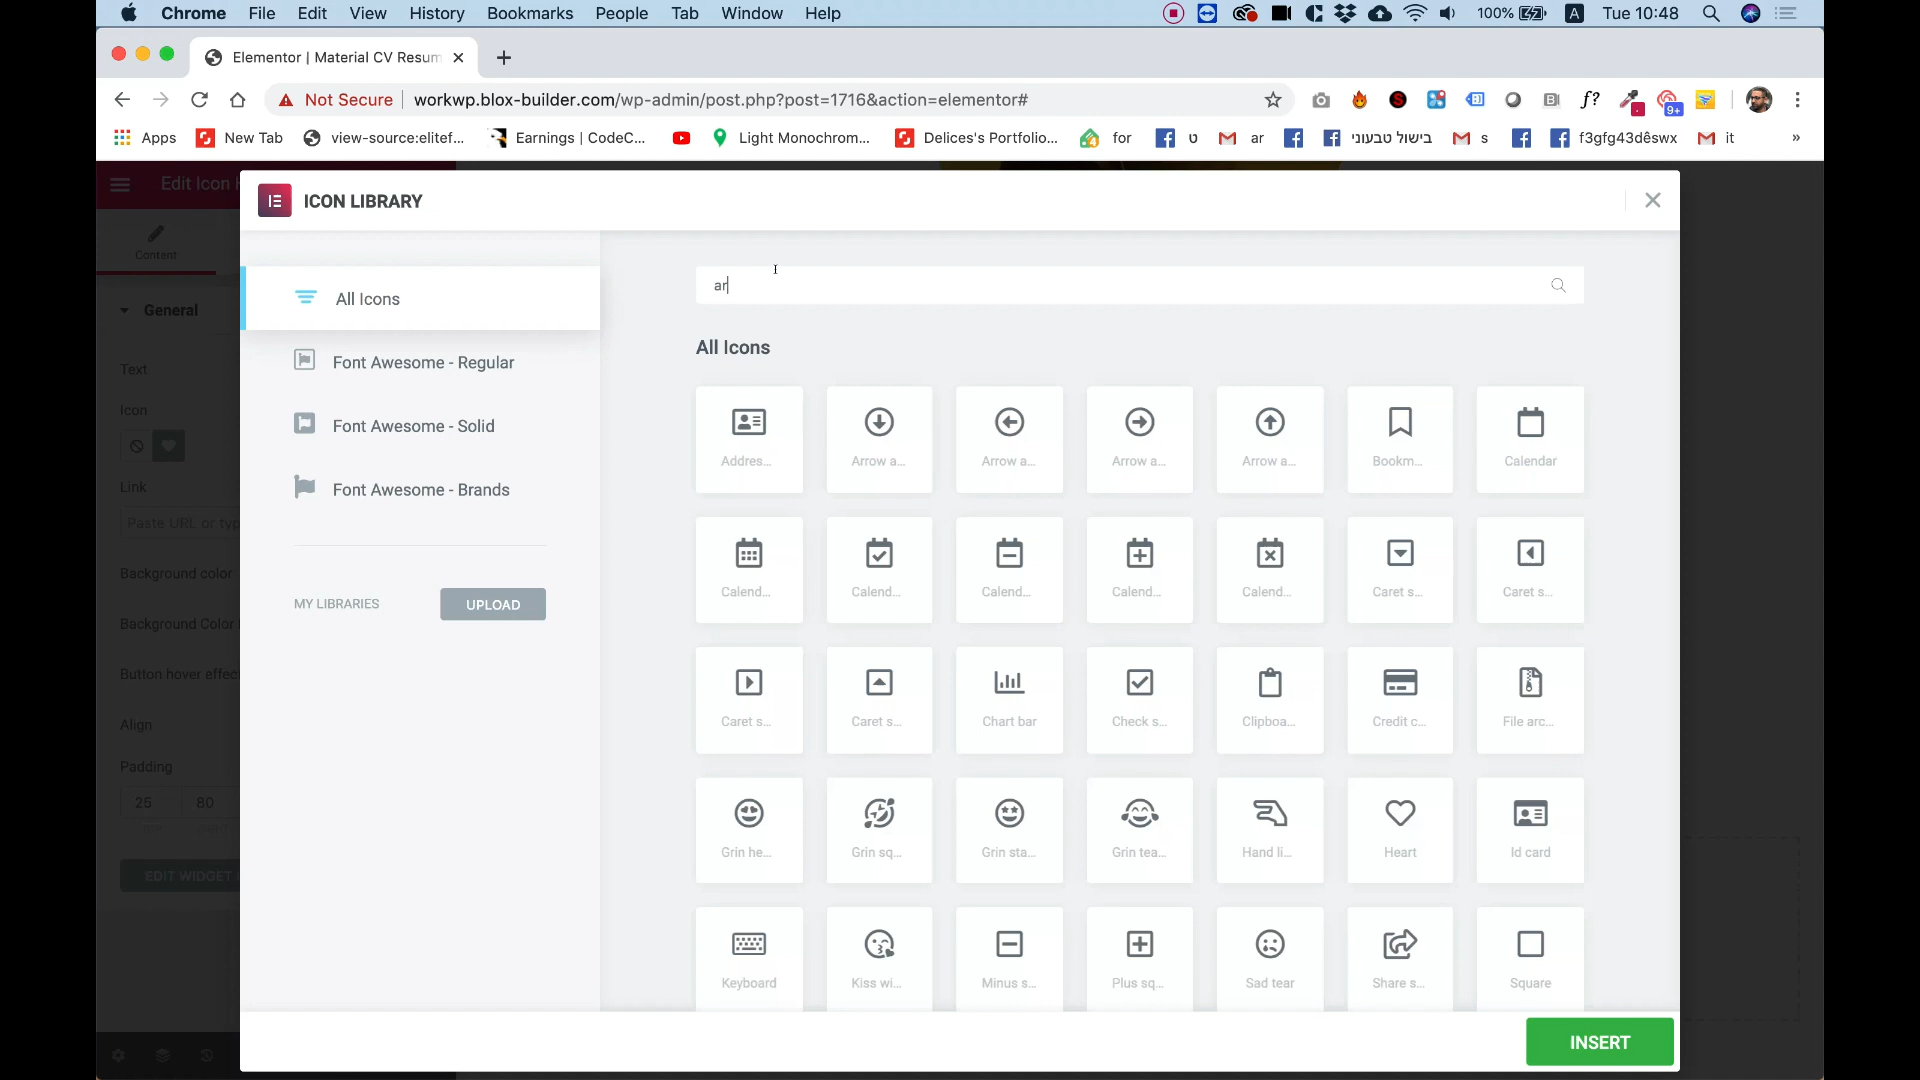 Chrome File Edit View History Bookmarks People Tab Window Help 100% A Tue 10:48
Elementor | Material CV Resum
Not Secure workwp.blox-builder.com/wp-admin/post.php?post=1716&action=elementor#
f? 9+
Apps New Tab view-source:elitef... Earnings | CodeC... Light Monochrom... Delices's Portfolio... for ט ar בישול טבעוני s f3gfg43dêswx it »
Edit Icon
ICON LIBRARY
Content
ar
All Icons
General
All Icons
Font Awesome - Regular
Text
Icon
Font Awesome - Solid
Addres... Arrow a... Arrow a... Arrow a... Arrow a... Bookm... Calendar
Link
Font Awesome - Brands
Paste URL or typ
Background color
Calend... Calend... Calend... Calend... Calend... Caret s... Caret s...
MY LIBRARIES UPLOAD
Background Color
Button hover effect
Align
Caret s... Caret s... Chart bar Check s... Clipboa... Credit c... File arc...
Padding
25 80
Grin he... Grin sq... Grin sta... Grin tea... Hand li... Heart Id card
EDIT WIDGET
Keyboard Kiss wi... Minus s... Plus sq... Sad tear Share s... Square
INSERT